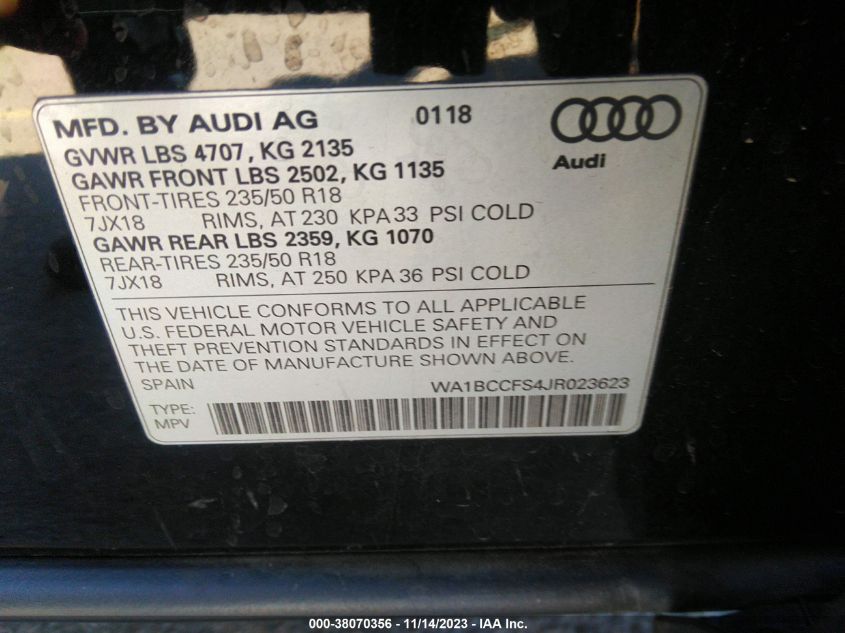 MFD. BY AUDI AG 0118
Audi
GVWR LBS 4707, KG 2135
GAWR FRONT LBS 2502, KG 1135
FRONT-TIRES 235/50 R18
7JX18 RIMS, AT 230 KPA 33 PSI COLD
GAWR REAR LBS 2359, KG 1070
REAR-TIRES 235/50 R18
7JX18 RIMS, AT 250 KPA 36 PSI COLD
THIS VEHICLE CONFORMS TO ALL APPLICABLE
U.S. FEDERAL MOTOR VEHICLE SAFETY AND
THEFT PREVENTION STANDARDS IN EFFECT ON
THE DATE OF MANUFACTURE SHOWN ABOVE.
SPAIN WA1BCCFS4JR023623
TYPE:
MPV
000-38070356 - 11/14/2023 - IAA Inc.